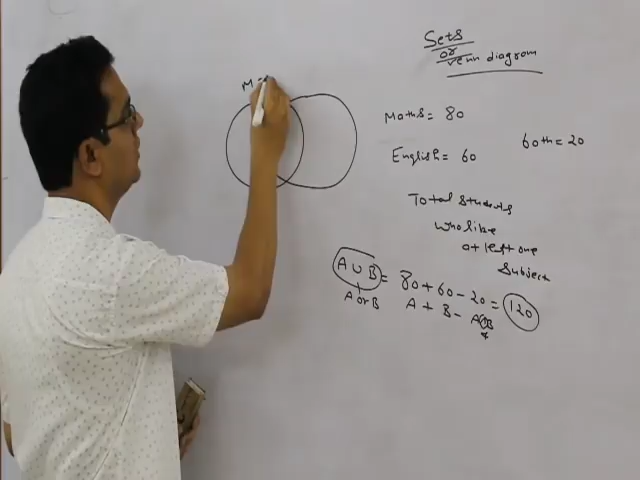 Sets
or
venn diagram
M =
Maths = 80
English = 60
Both = 20
Total students
who like
at least one
subject
A ∪ B = 80 + 60 - 20 = 120
A or B
A + B - A∩B